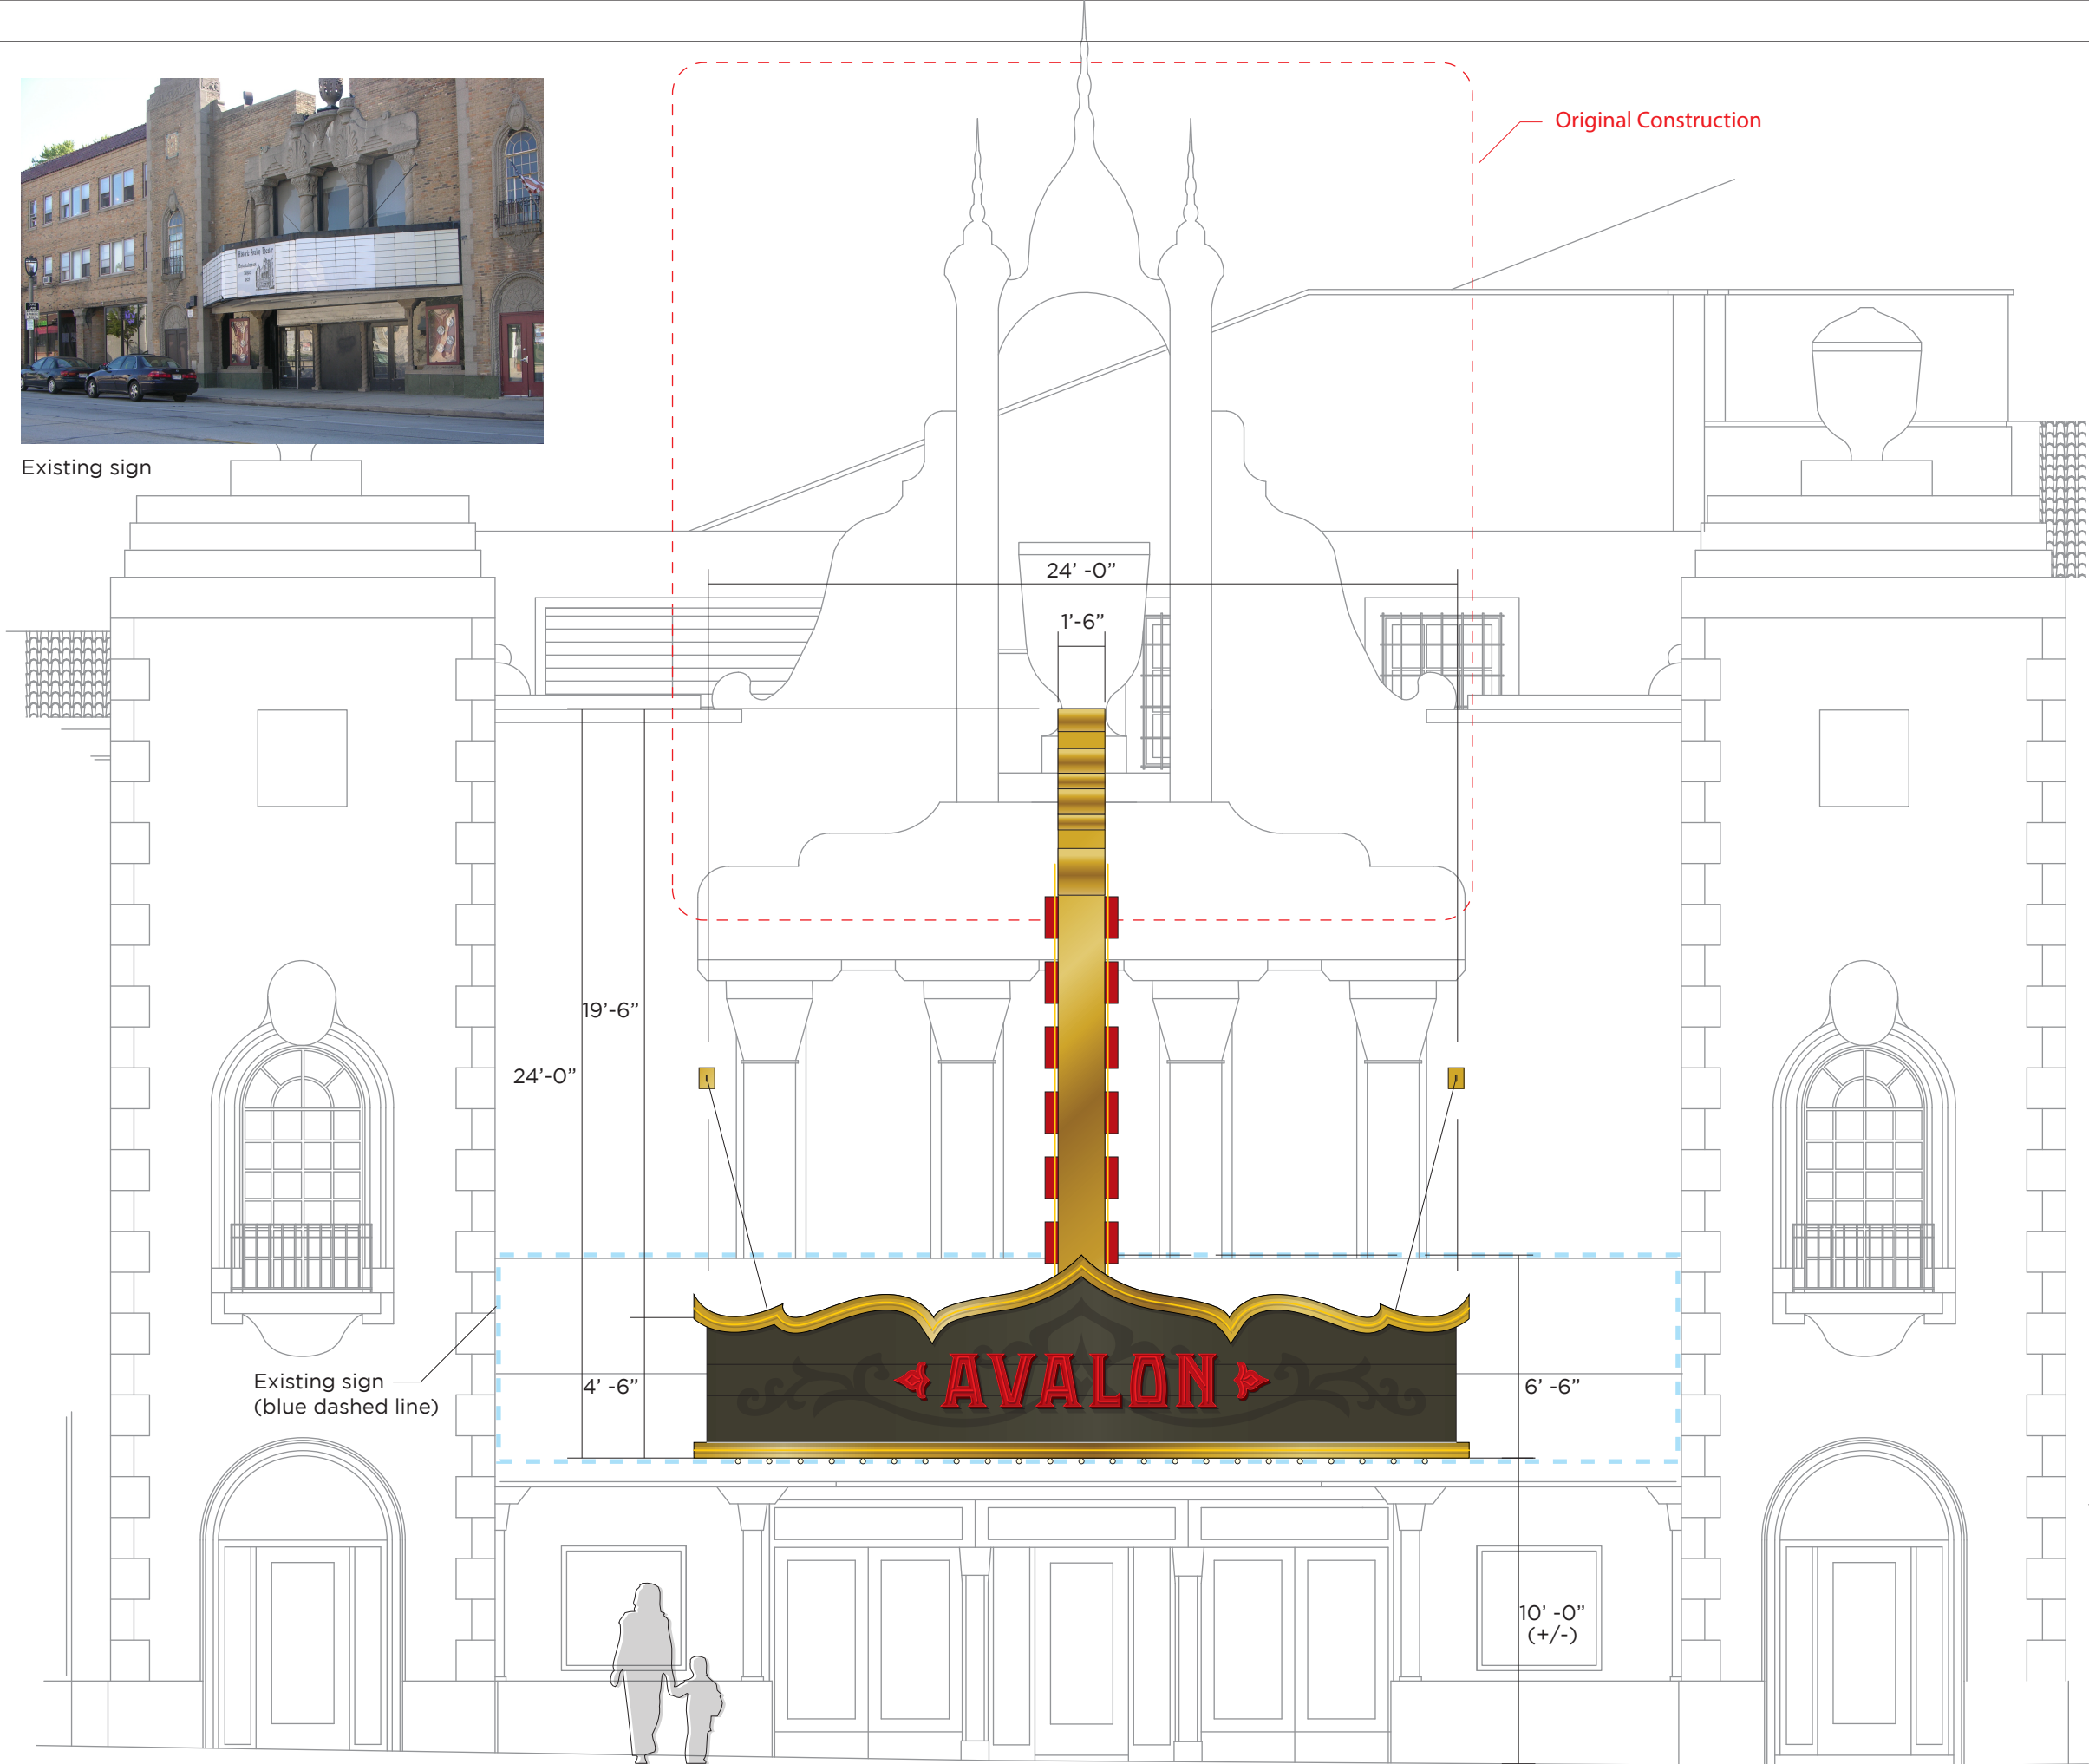 Original Construction
Existing sign
24' -0"
1'-6"
19'-6"
24'-0"
Existing sign
(blue dashed line)
4' -6"
AVALON
6' -6"
10' -0"
(+/-)